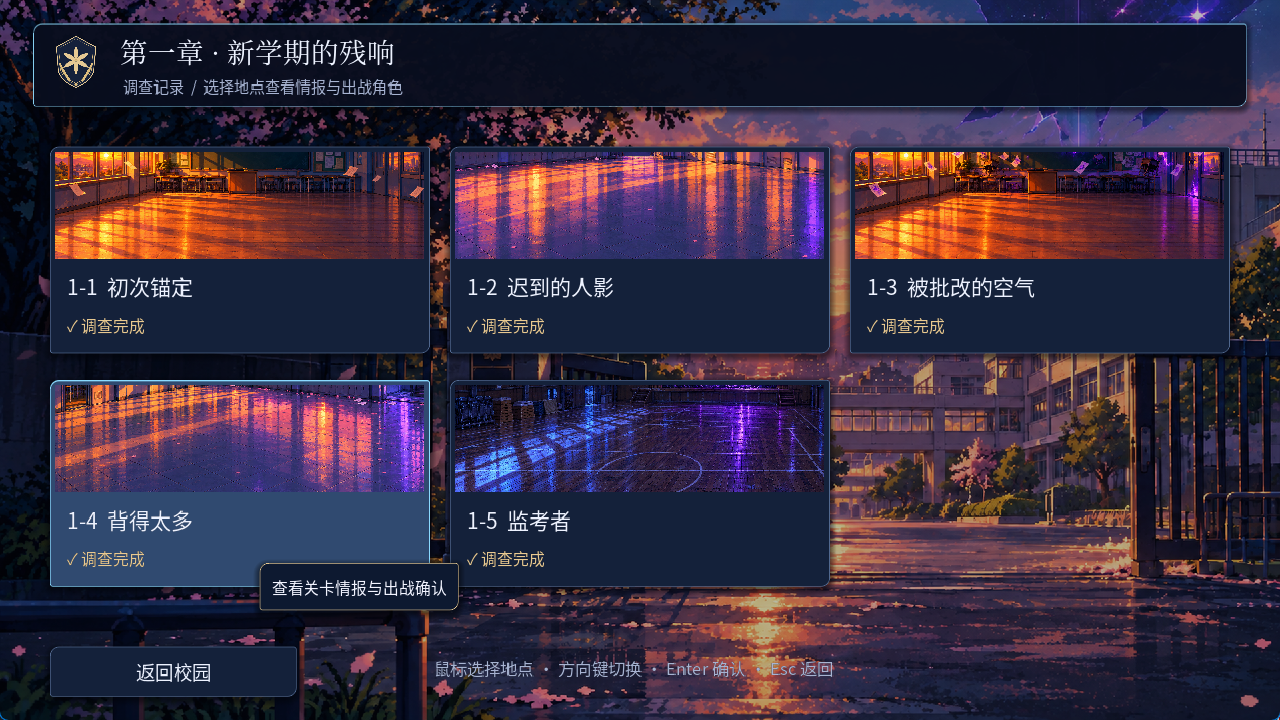 第一章 · 新学期的残响
调查记录 / 选择地点查看情报与出战角色
1-1 初次锚定
✓调查完成
1-2 迟到的人影
✓调查完成
1-3 被批改的空气
✓调查完成
1-4 背得太多
✓调查完成
1-5 监考者
✓调查完成
查看关卡情报与出战确认
返回校园
鼠标选择地点 · 方向键切换 · Enter 确认 · Esc 返回